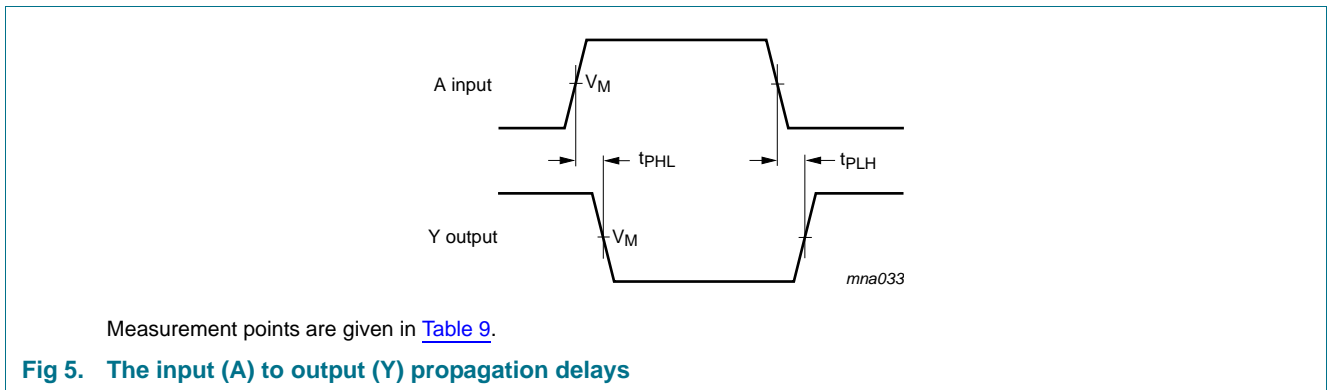 A input
VM
tPHL
tPLH
Y output
VM
mna033
Measurement points are given in Table 9.
Fig 5. The input (A) to output (Y) propagation delays